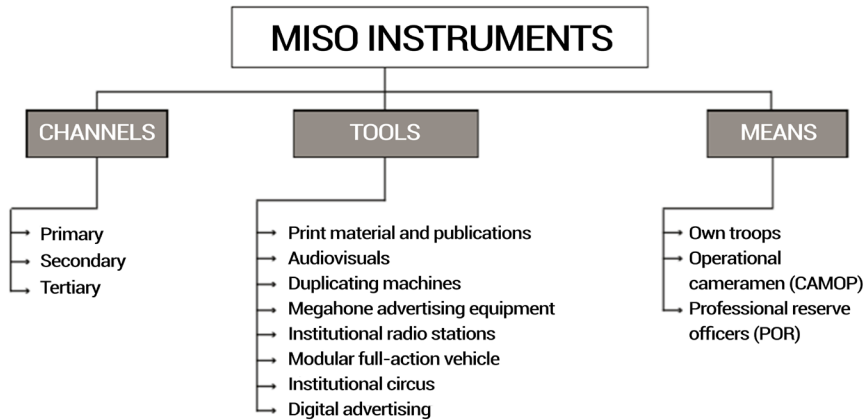 MISO INSTRUMENTS
CHANNELS
Primary
Secondary
Tertiary
TOOLS
Print material and publications
Audiovisuals
Duplicating machines
Megahone advertising equipment
Institutional radio stations
Modular full-action vehicle
Institutional circus
Digital advertising
MEANS
Own troops
Operational
cameramen (CAMOP)
Professional reserve
officers (POR)